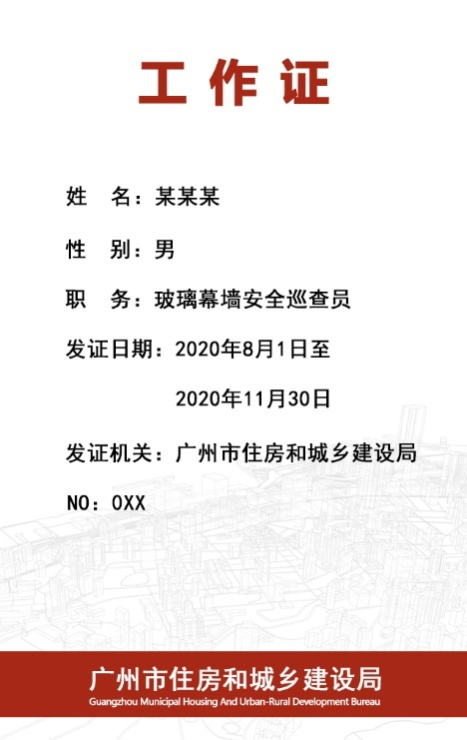 工作证
姓 名：某某某
性 别：男
职 务：玻璃幕墙安全巡查员
发证日期：2020年8月1日至
2020年11月30日
发证机关：广州市住房和城乡建设局
NO：0XX
广州市住房和城乡建设局
Guangzhou Municipal Housing And Urban-Rural Development Bureau